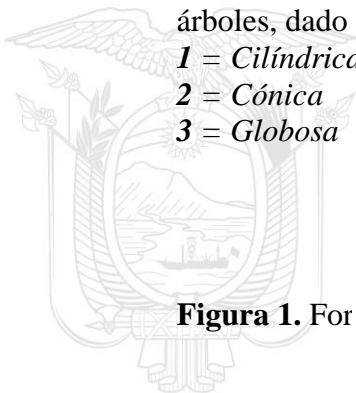 árboles, dado
1 = Cilíndrica
2 = Cónica
3 = Globosa
Figura 1. For